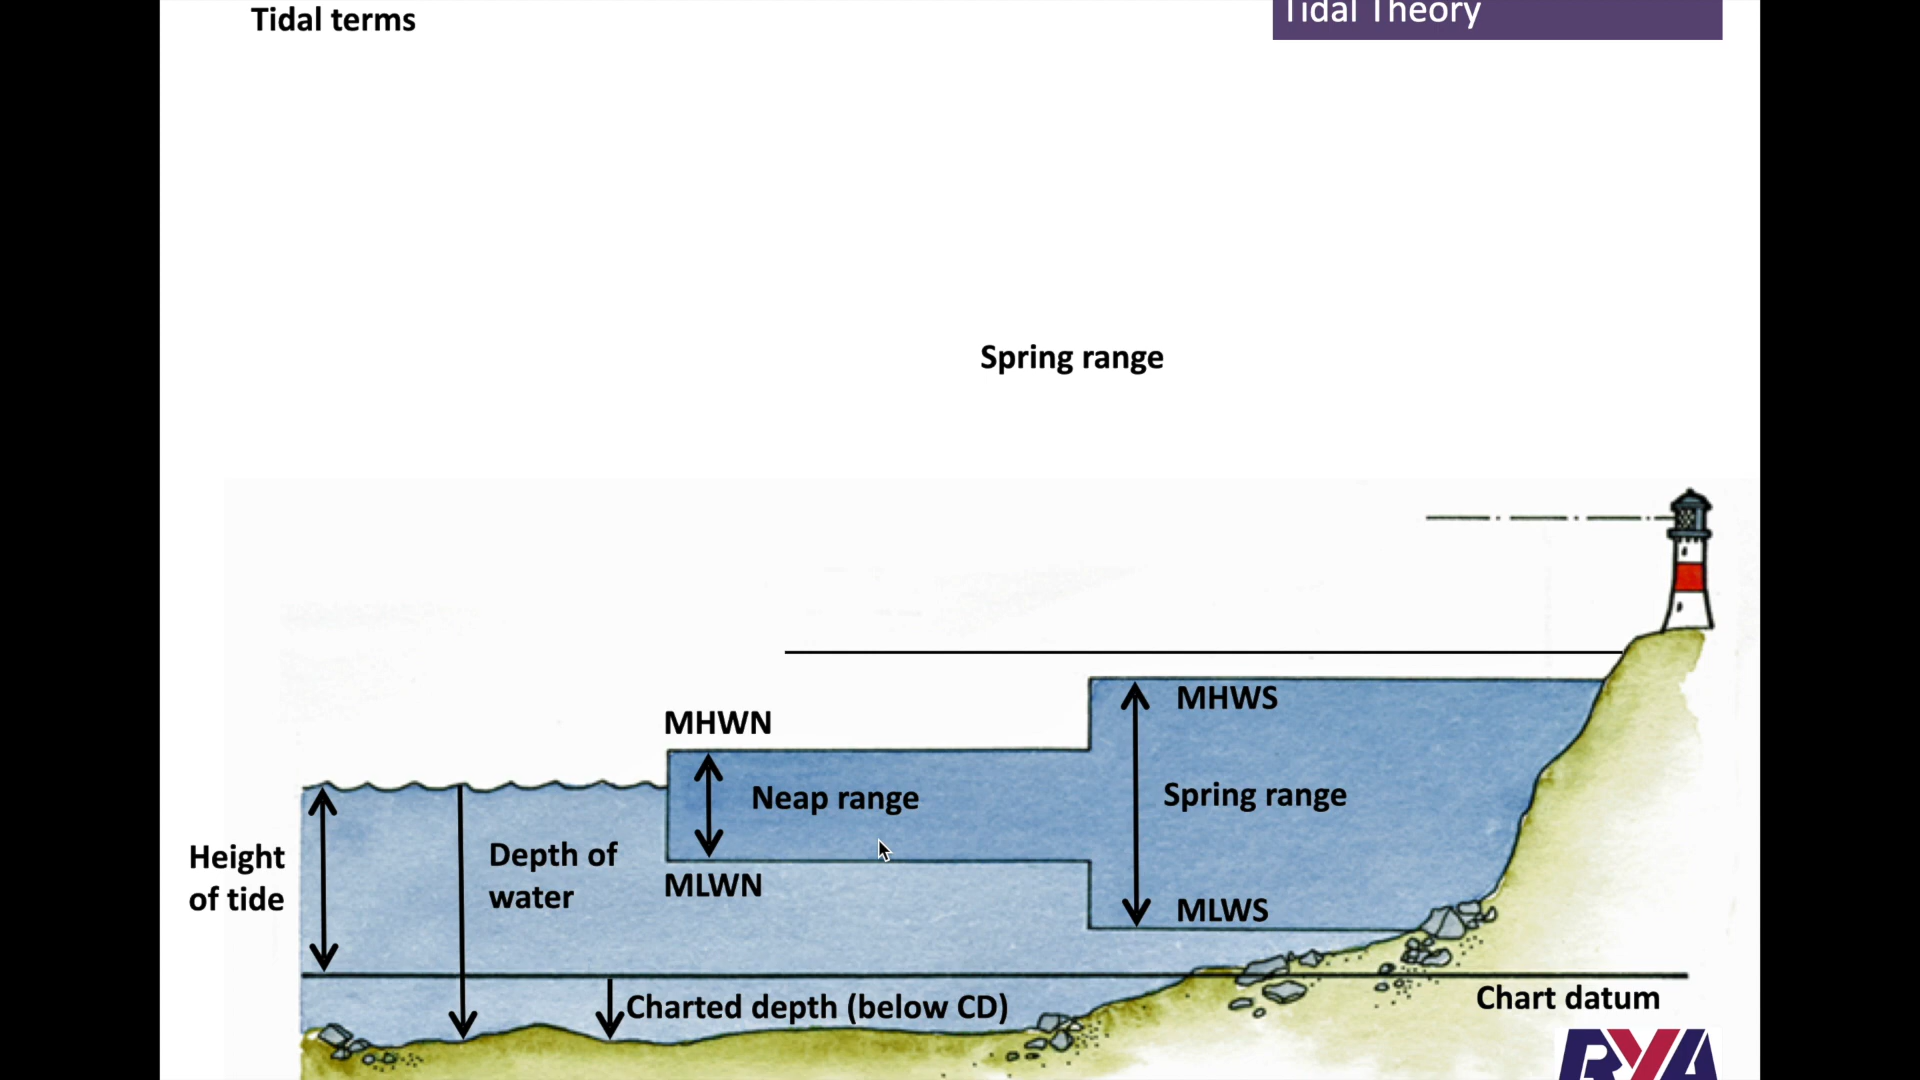 Tidal terms
Tidal Theory
Spring range
MHWS
MHWN
Neap range
Spring range
Height
of tide
Depth of
water
MLWN
MLWS
Charted depth (below CD)
Chart datum
RYA